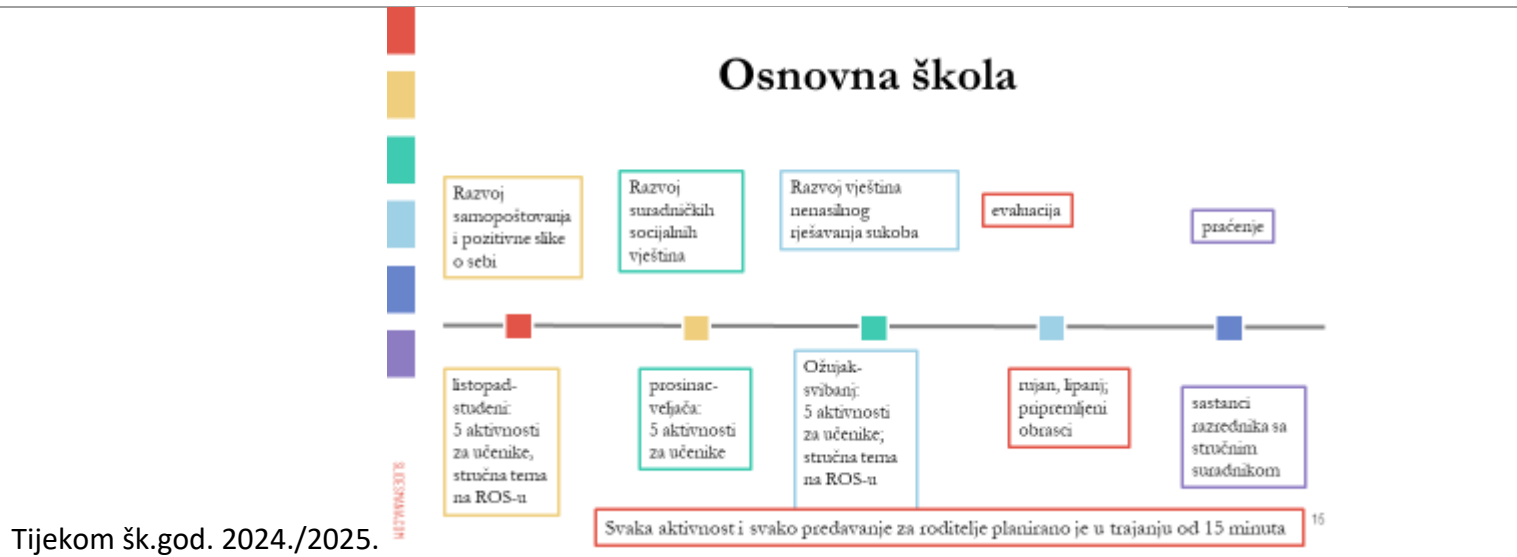 Osnovna škola
Razvoj
samopoštovanja
i pozitivne slike
o sebi
Razvoj
suradničkih
socijalnih
vještina
Razvoj vještina
nenasilnog
rješavanja sukoba
evaluacija
praćenje
listopad-
studeni:
5 aktivnosti
za učenike,
stručna tema
na ROS-u
prosinac-
veljača:
5 aktivnosti
za učenike
Ožujak-
svibanj:
5 aktivnosti
za učenike;
stručna tema
na ROS-u
rujan, lipanj;
pripremljeni
obrasci
sastanci
razrednika sa
stručnim
suradnikom
Svaka aktivnost i svako predavanje za roditelje planirano je u trajanju od 15 minuta
16
SLIDESMANIA.COM
Tijekom šk.god. 2024./2025.